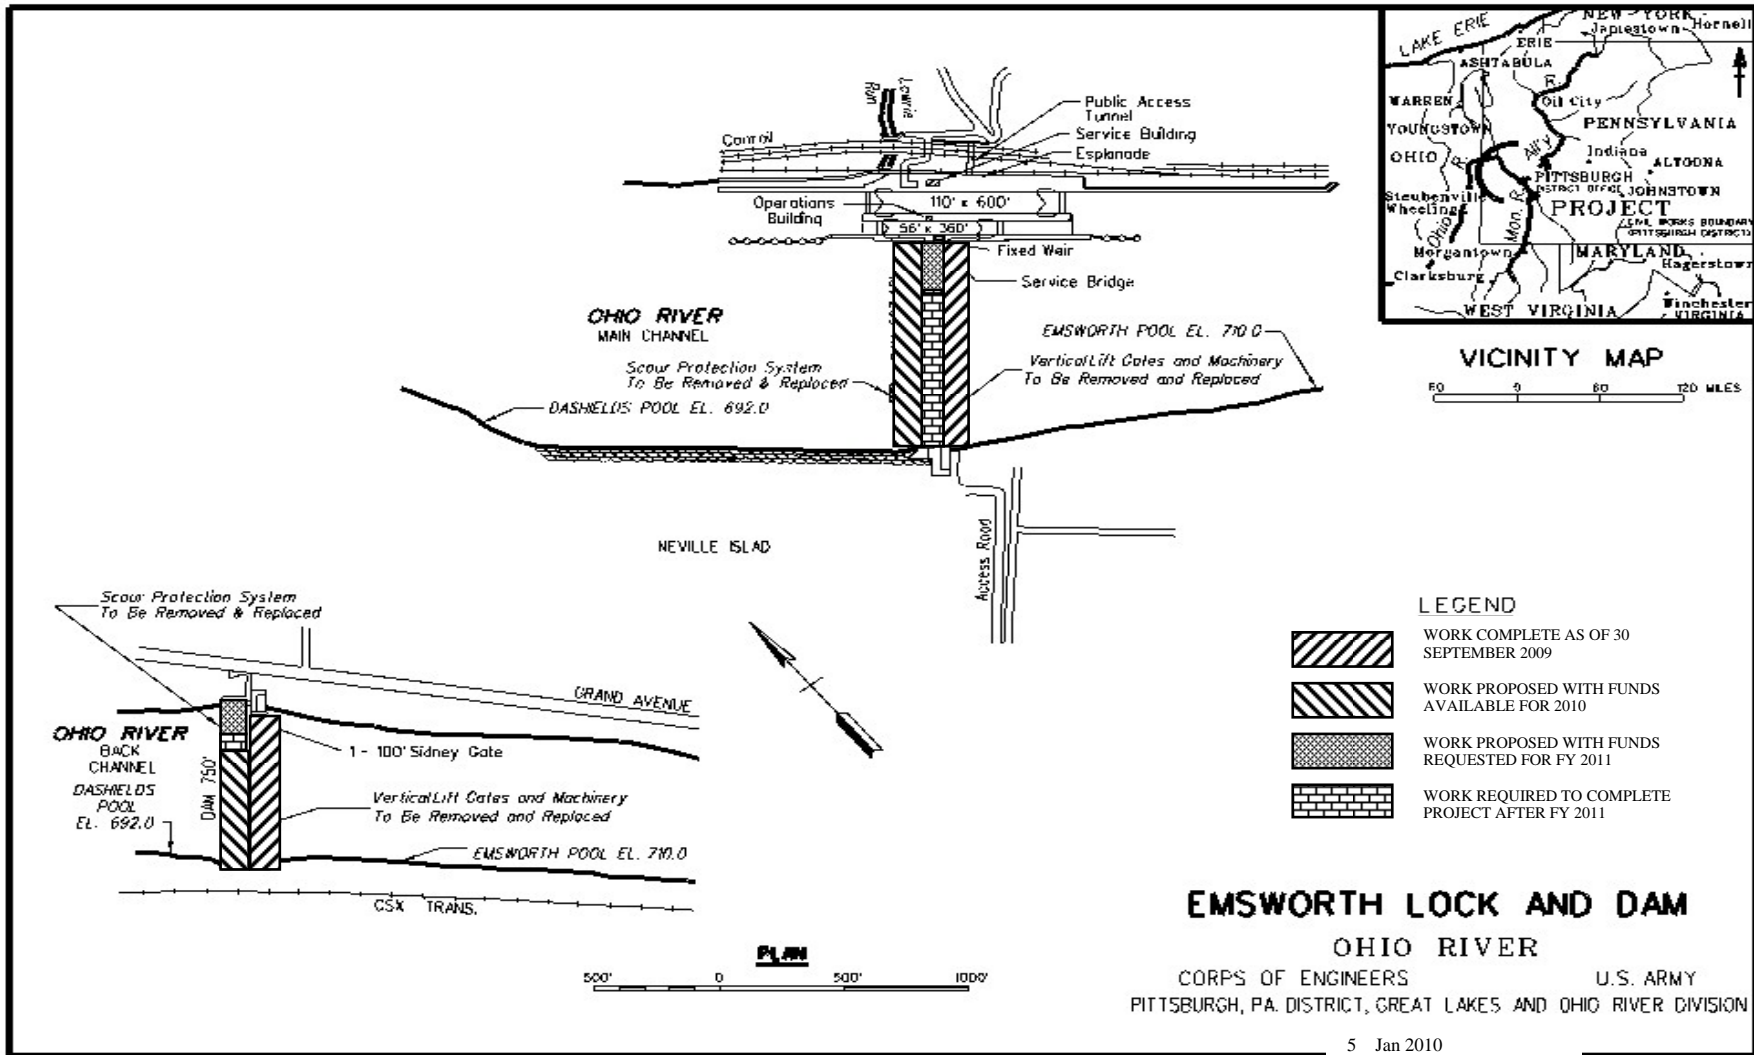 LAKE ERIE
NEW YORK
Jamestown
Hornell
ERIE
ASHTABULA
R.
Oil City
WARREN
PENNSYLVANIA
YOUNGSTOWN
OHIO
R.
All'y
Indiana
ALTOONA
PITTSBURGH
DISTRICT OFFICE
JOHNSTOWN
Steubenville
Wheeling
PROJECT
CIVIL WORKS BOUNDARY
(PITTSBURGH DISTRICT)
Ohio
Mon. R.
Morgantown
MARYLAND
Hagerstown
Clarksburg
Winchester
WEST VIRGINIA
VIRGINIA
VICINITY MAP
60 0 60 120 MILES
Lowrie
Run
Public Access
Tunnel
Service Building
Esplanade
Conrail
Operations
Building
110' x 600'
56' x 360'
Fixed Weir
Service Bridge
OHIO RIVER
MAIN CHANNEL
EMSWORTH POOL EL. 710.0
Scour Protection System
To Be Removed & Replaced
Vertical Lift Gates and Machinery
To Be Removed and Replaced
DASHIELDS POOL EL. 692.0
NEVILLE ISLAD
Access Road
Scour Protection System
To Be Removed & Replaced
GRAND AVENUE
OHIO RIVER
BACK
CHANNEL
1 - 100' Sidney Gate
DAM 750'
DASHIELDS
POOL
EL. 692.0
Vertical Lift Gates and Machinery
To Be Removed and Replaced
EMSWORTH POOL EL. 710.0
CSX TRANS.
LEGEND
WORK COMPLETE AS OF 30
SEPTEMBER 2009
WORK PROPOSED WITH FUNDS
AVAILABLE FOR 2010
WORK PROPOSED WITH FUNDS
REQUESTED FOR FY 2011
WORK REQUIRED TO COMPLETE
PROJECT AFTER FY 2011
PLAN
500' 0 500' 1000'
EMSWORTH LOCK AND DAM
OHIO RIVER
CORPS OF ENGINEERS U.S. ARMY
PITTSBURGH, PA. DISTRICT, GREAT LAKES AND OHIO RIVER DIVISION
5 Jan 2010